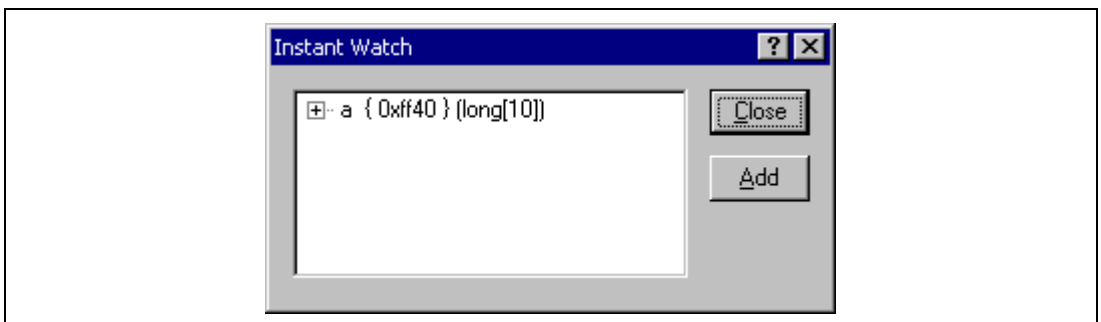 Instant Watch
a { 0xff40 } (long[10])
Close
Add